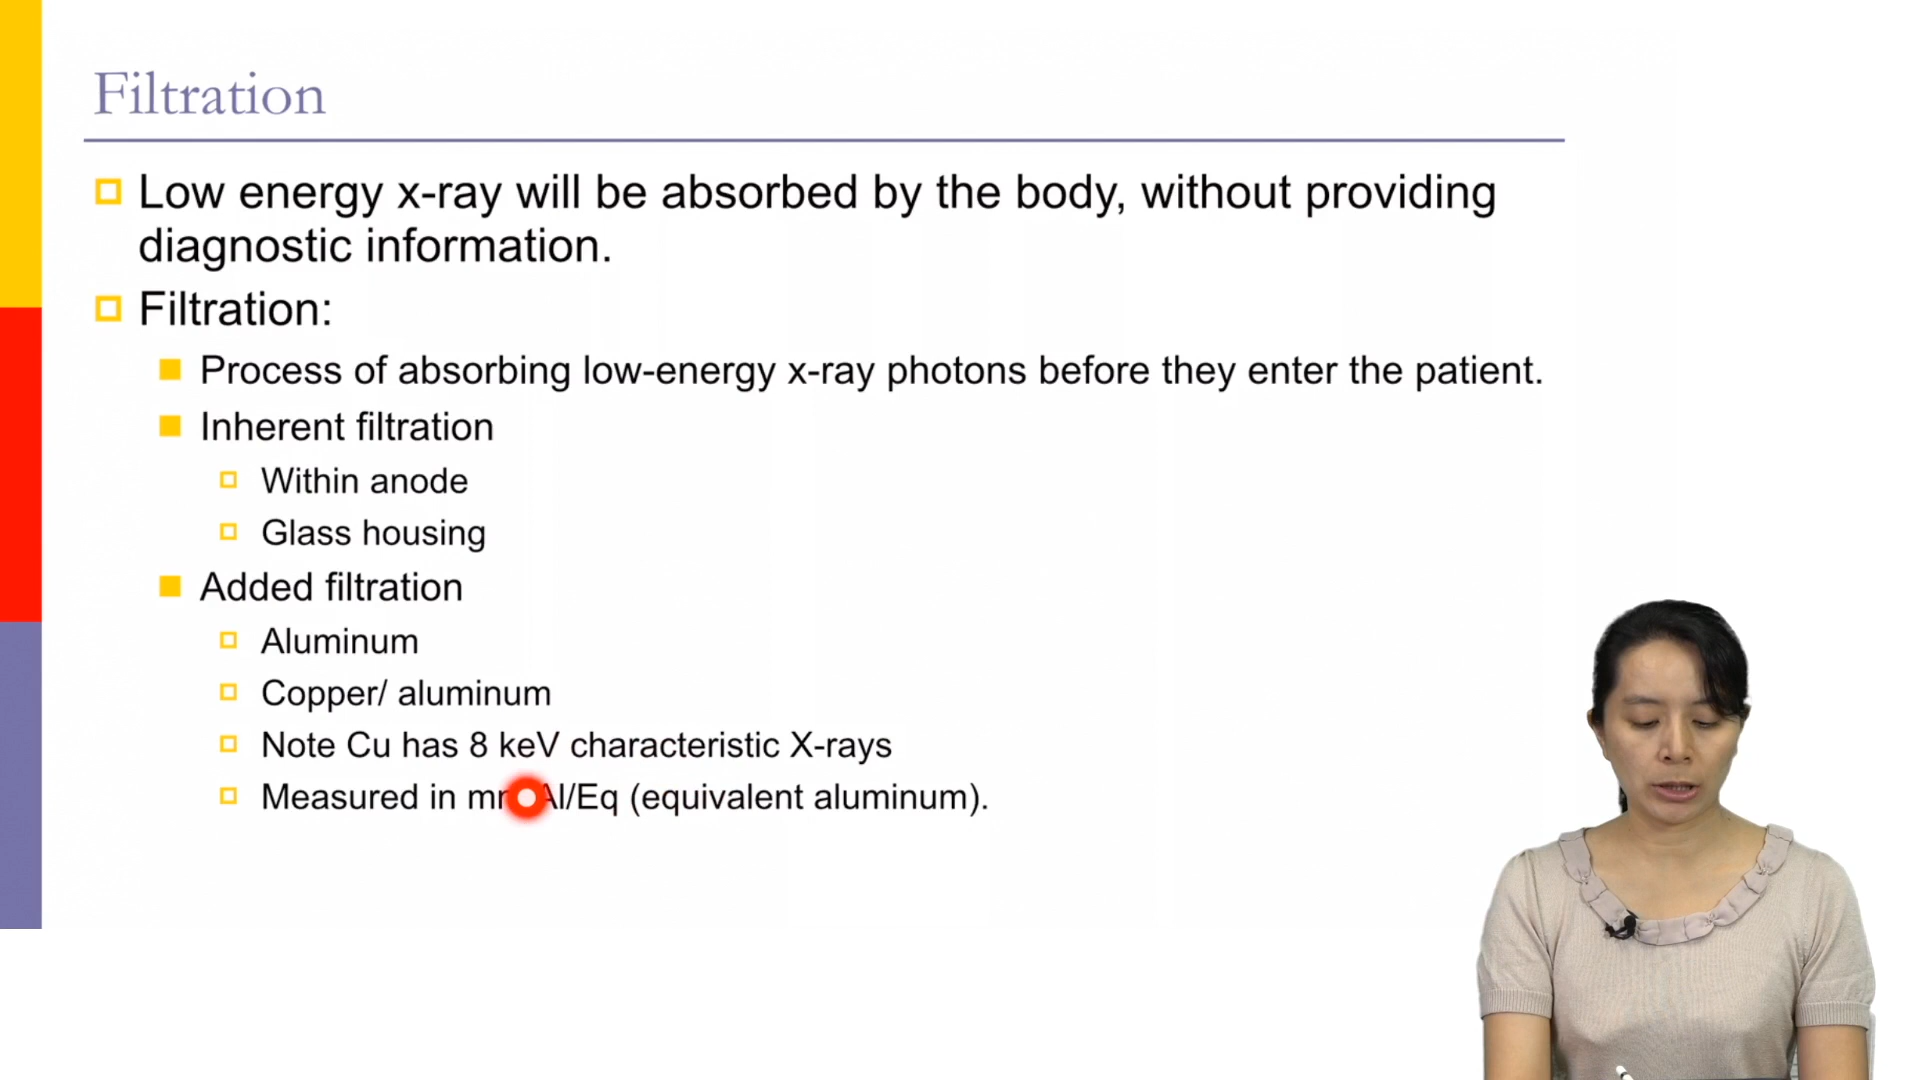 Filtration
Low energy x-ray will be absorbed by the body, without providing
diagnostic information.
Filtration:
Process of absorbing low-energy x-ray photons before they enter the patient.
Inherent filtration
Within anode
Glass housing
Added filtration
Aluminum
Copper/ aluminum
Note Cu has 8 keV characteristic X-rays
Measured in Al/Eq (equivalent aluminum).